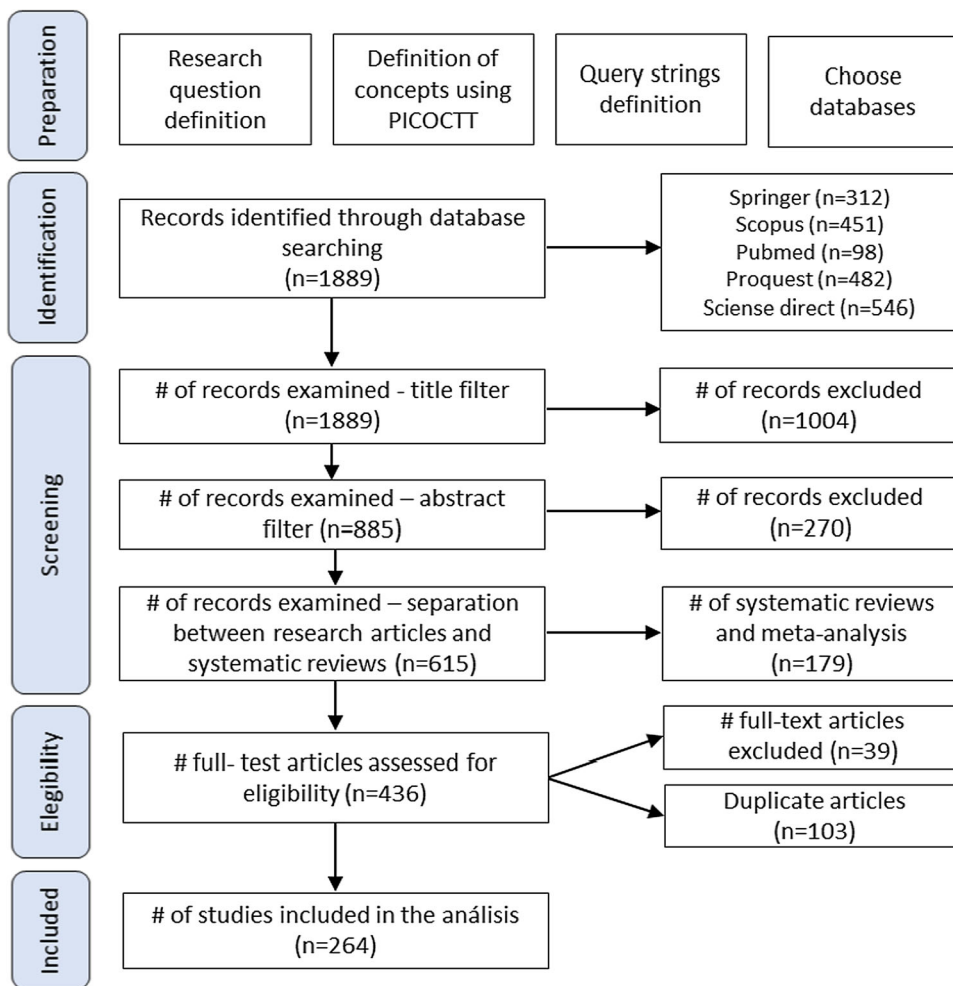 Preparation
Research
question
definition
Definition of
concepts using
PICOCTT
Query strings
definition
Choose
databases
Identification
Records identified through database
searching
(n=1889)
Springer (n=312)
Scopus (n=451)
Pubmed (n=98)
Proquest (n=482)
Sciense direct (n=546)
Screening
# of records examined - title filter
(n=1889)
# of records excluded
(n=1004)
# of records examined – abstract
filter (n=885)
# of records excluded
(n=270)
# of records examined – separation
between research articles and
systematic reviews (n=615)
# of systematic reviews
and meta-analysis
(n=179)
Elegibility
# full- test articles assessed for
eligibility (n=436)
# full-text articles
excluded (n=39)
Duplicate articles
(n=103)
Included
# of studies included in the análisis
(n=264)